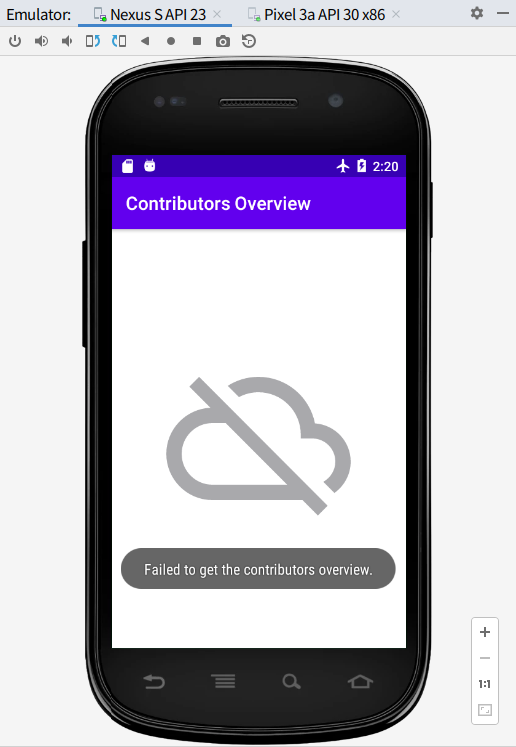 Emulator: Nexus S API 23 Pixel 3a API 30 x86
2:20
Contributors Overview
Failed to get the contributors overview.
1:1